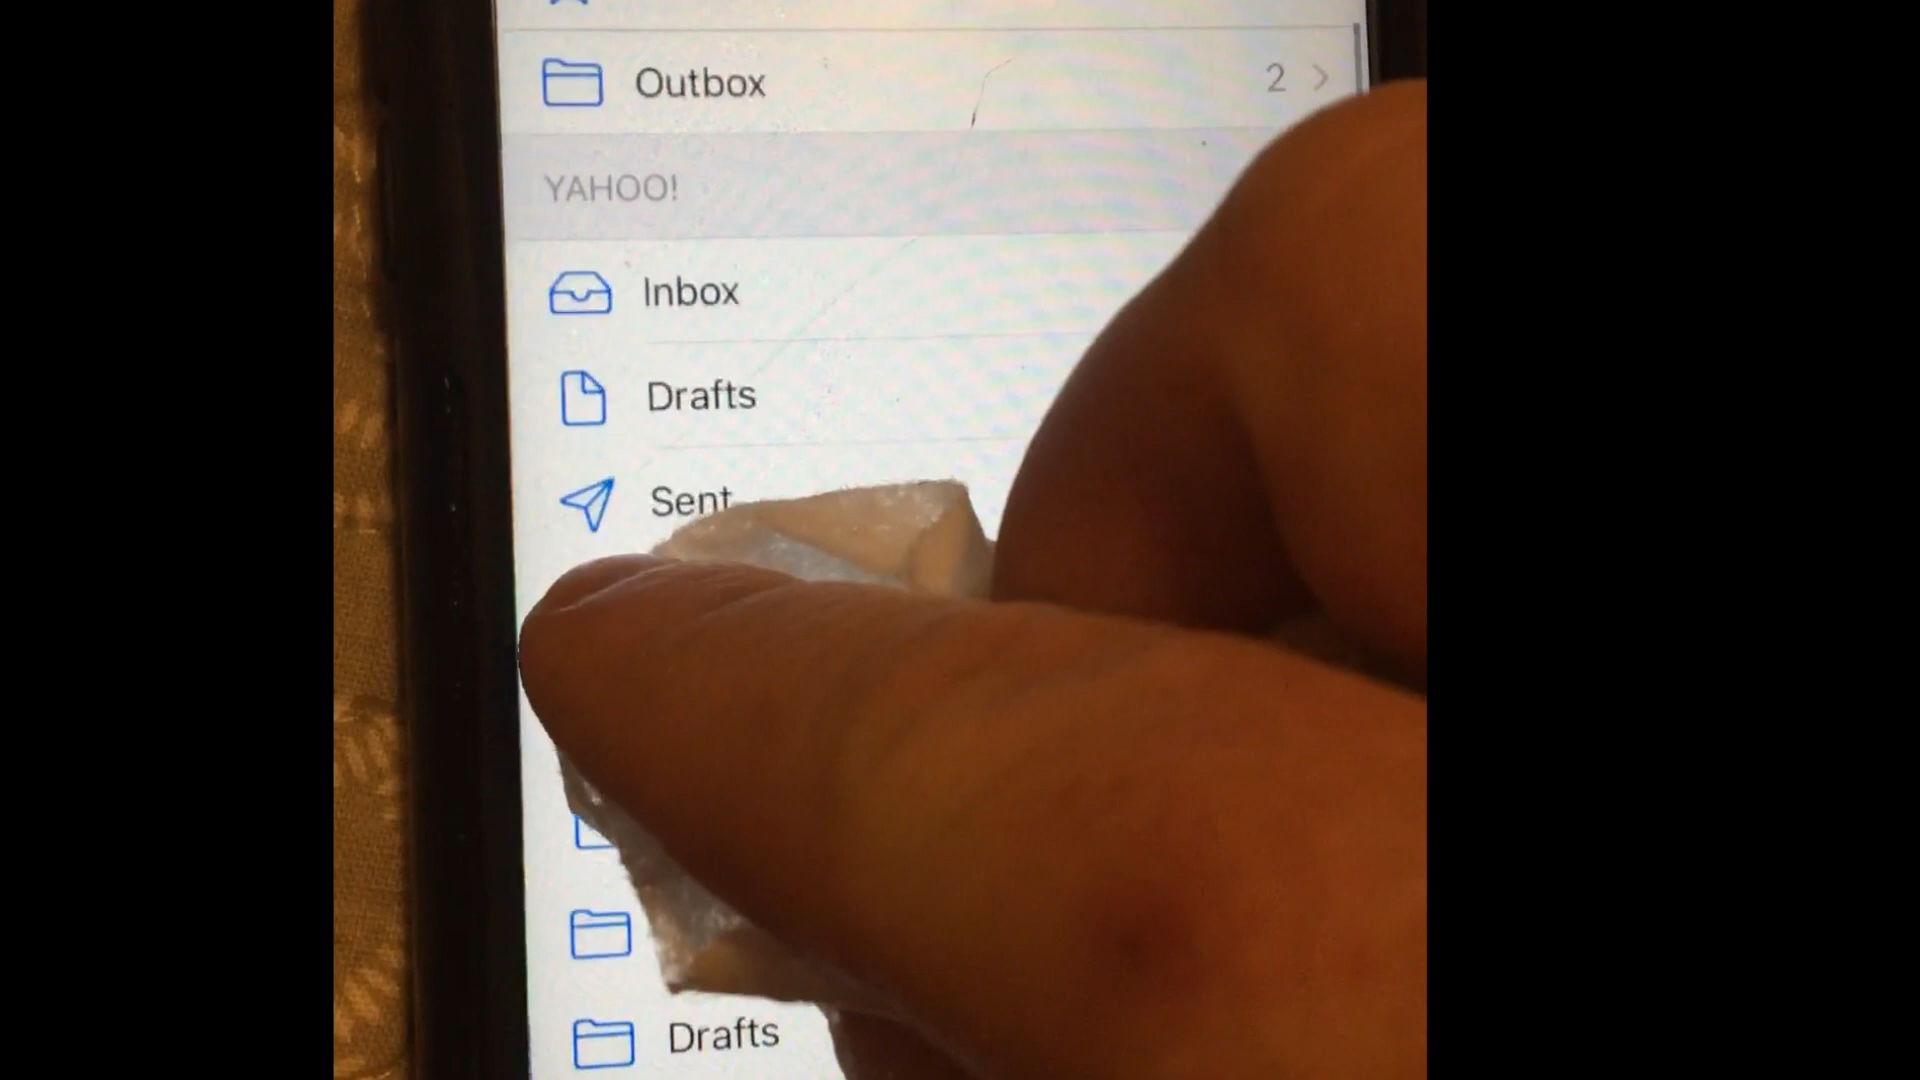 Outbox 2
YAHOO!
Inbox
Drafts
Sent
Drafts